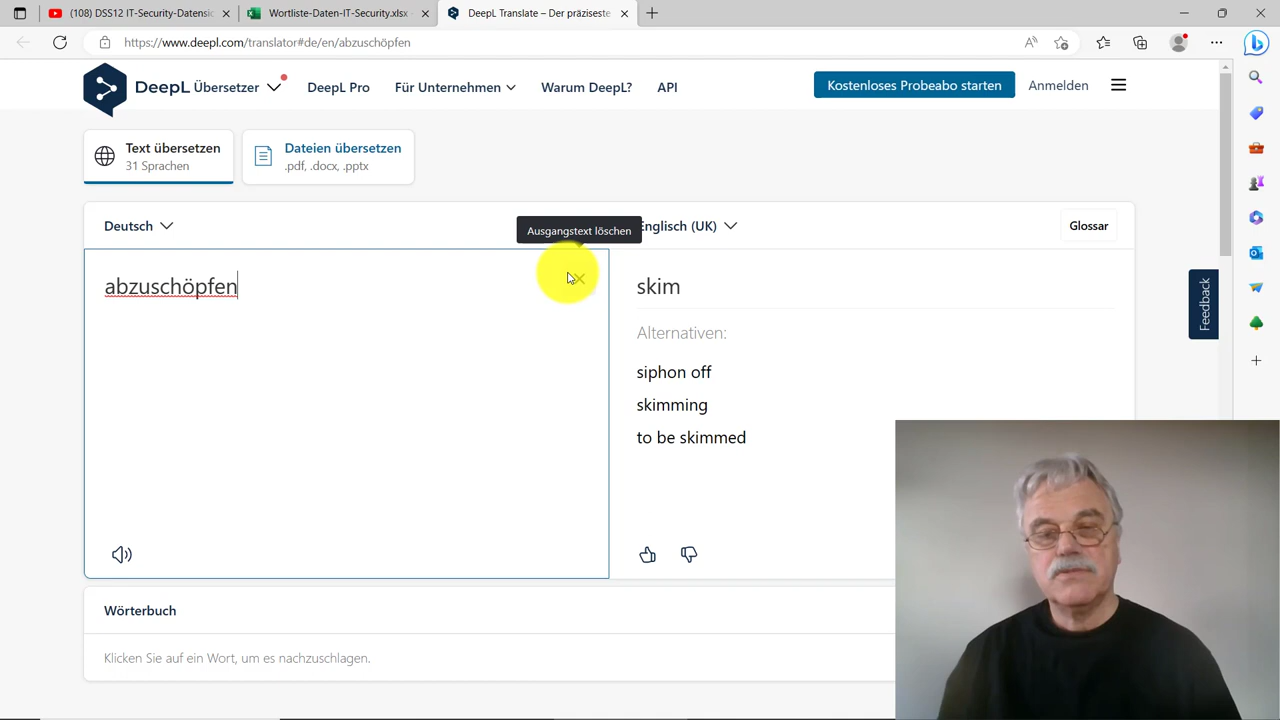 (108) DSS12 IT-Security-Datensic
Wortliste-Daten-IT-Security.xlsx -
DeepL Translate – Der präziseste
https://www.deepl.com/translator#de/en/abzuschöpfen
DeepL Übersetzer
DeepL Pro
Für Unternehmen
Warum DeepL?
API
Kostenloses Probeabo starten
Anmelden
Text übersetzen
31 Sprachen
Dateien übersetzen
.pdf, .docx, .pptx
Deutsch
Ausgangstext löschen
nglisch (UK)
Glossar
abzuschöpfen
skim
Alternativen:
siphon off
skimming
to be skimmed
Feedback
Wörterbuch
Klicken Sie auf ein Wort, um es nachzuschlagen.